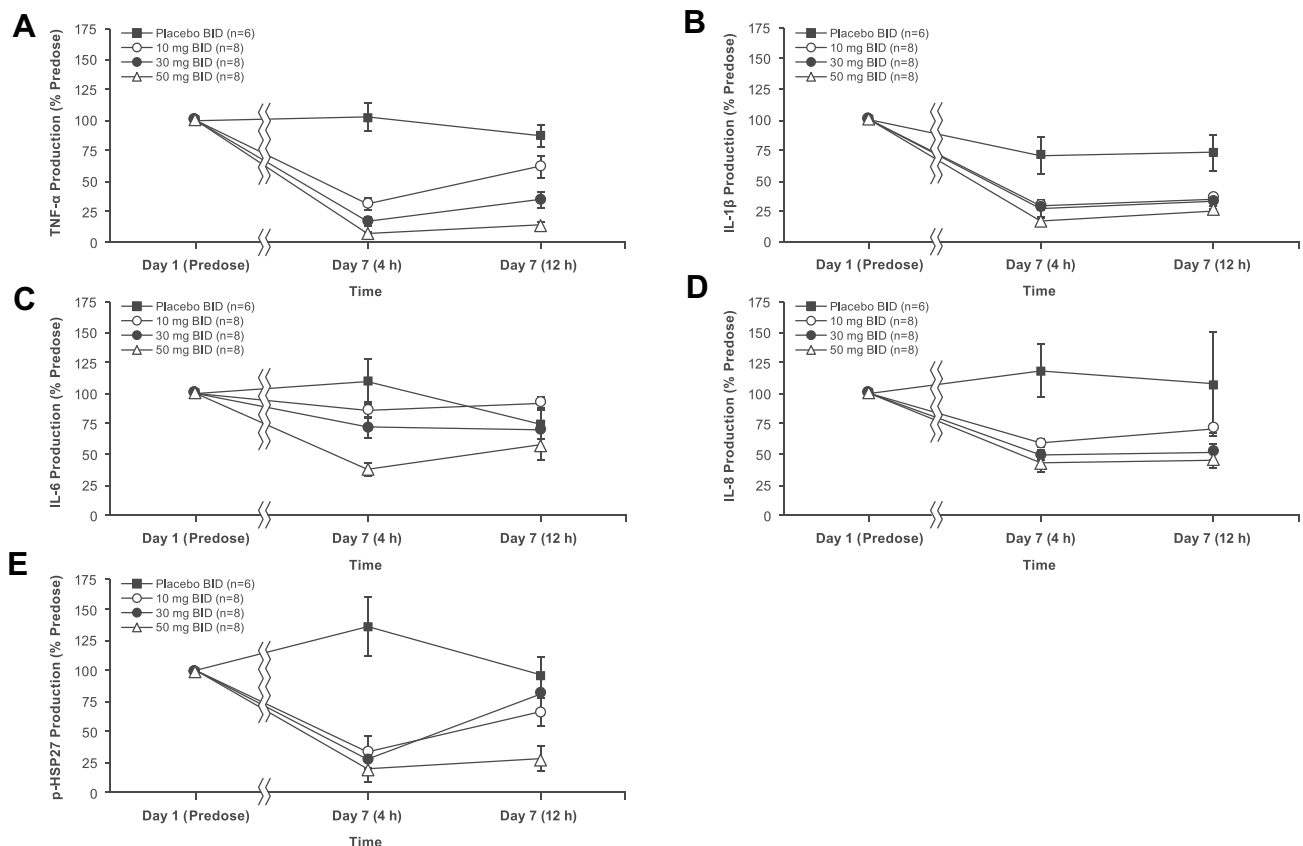 A
TNF-α Production (% Predose)
175
150
125
100
75
50
25
0
Placebo BID (n=6)
10 mg BID (n=8)
30 mg BID (n=8)
50 mg BID (n=8)
Day 1 (Predose)
Day 7 (4 h)
Day 7 (12 h)
Time
B
IL-1β Production (% Predose)
175
150
125
100
75
50
25
0
Placebo BID (n=6)
10 mg BID (n=8)
30 mg BID (n=8)
50 mg BID (n=8)
Day 1 (Predose)
Day 7 (4 h)
Day 7 (12 h)
Time
C
IL-6 Production (% Predose)
175
150
125
100
75
50
25
0
Placebo BID (n=6)
10 mg BID (n=8)
30 mg BID (n=8)
50 mg BID (n=8)
Day 1 (Predose)
Day 7 (4 h)
Day 7 (12 h)
Time
D
IL-8 Production (% Predose)
175
150
125
100
75
50
25
0
Placebo BID (n=6)
10 mg BID (n=8)
30 mg BID (n=8)
50 mg BID (n=8)
Day 1 (Predose)
Day 7 (4 h)
Day 7 (12 h)
Time
E
p-HSP27 Production (% Predose)
175
150
125
100
75
50
25
0
Placebo BID (n=6)
10 mg BID (n=8)
30 mg BID (n=8)
50 mg BID (n=8)
Day 1 (Predose)
Day 7 (4 h)
Day 7 (12 h)
Time